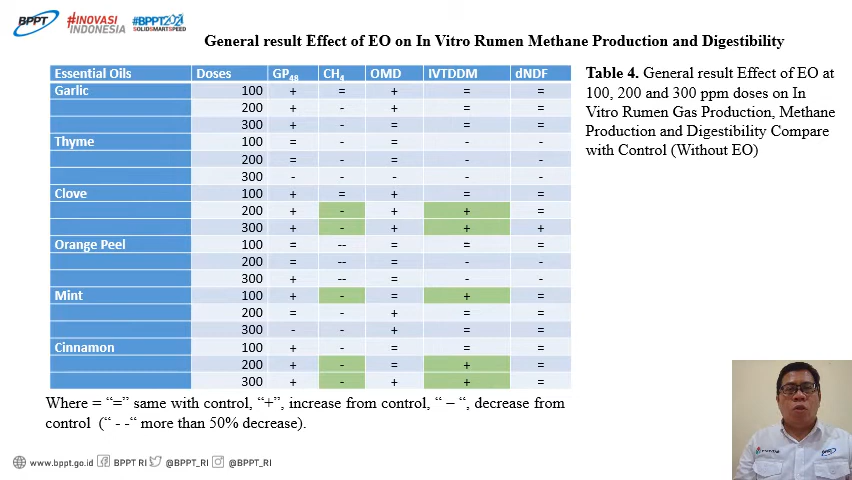 BPPT
#INOVASI
INDONESIA
#BPPT2021
SOLIDSMARTSPEED
General result Effect of EO on In Vitro Rumen Methane Production and Digestibility
Essential Oils Doses GP48 CH4 OMD IVTDDM dNDF
Garlic 100 + = + = =
200 + - + = =
300 + - = = =
Thyme 100 = - = - -
200 = - = - -
300 - - - - -
Clove 100 + = + = =
200 + - + + =
300 + - + + +
Orange Peel 100 = -- = = =
200 = -- = - -
300 + -- = - -
Mint 100 + - = + =
200 = - + = =
300 - - + = =
Cinnamon 100 + - = = =
200 + - = + =
300 + - + + =
Table 4. General result Effect of EO at
100, 200 and 300 ppm doses on In
Vitro Rumen Gas Production, Methane
Production and Digestibility Compare
with Control (Without EO)
Where = “=” same with control, “+”, increase from control, “ – “, decrease from
control (“ - -“ more than 50% decrease).
www.bppt.go.id BPPT RI @BPPT_RI @BPPT_RI